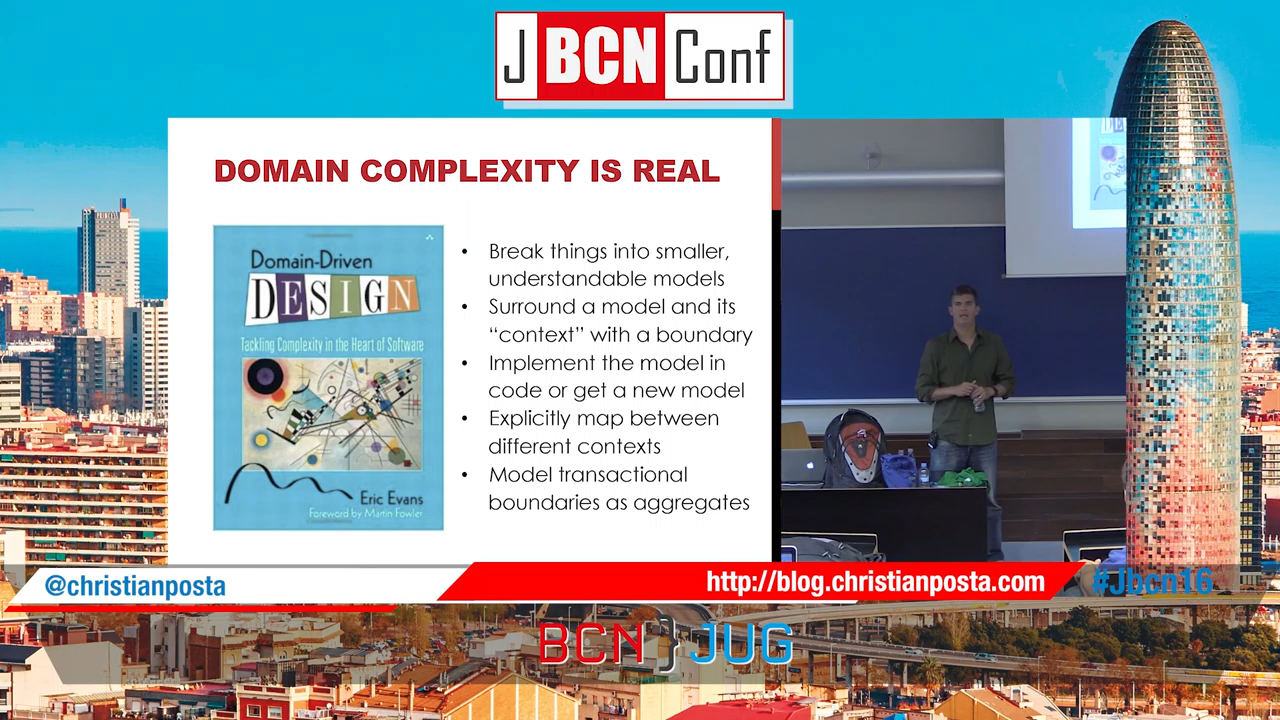 J BCN Conf
DOMAIN COMPLEXITY IS REAL
Domain-Driven
DESIGN
Tackling Complexity in the Heart of Software
Eric Evans
Foreword by Martin Fowler
• Break things into smaller,
understandable models
• Surround a model and its
“context” with a boundary
• Implement the model in
code or get a new model
• Explicitly map between
different contexts
• Model transactional
boundaries as aggregates
@christianposta
http://blog.christianposta.com
#Jbcn16
BCN JUG